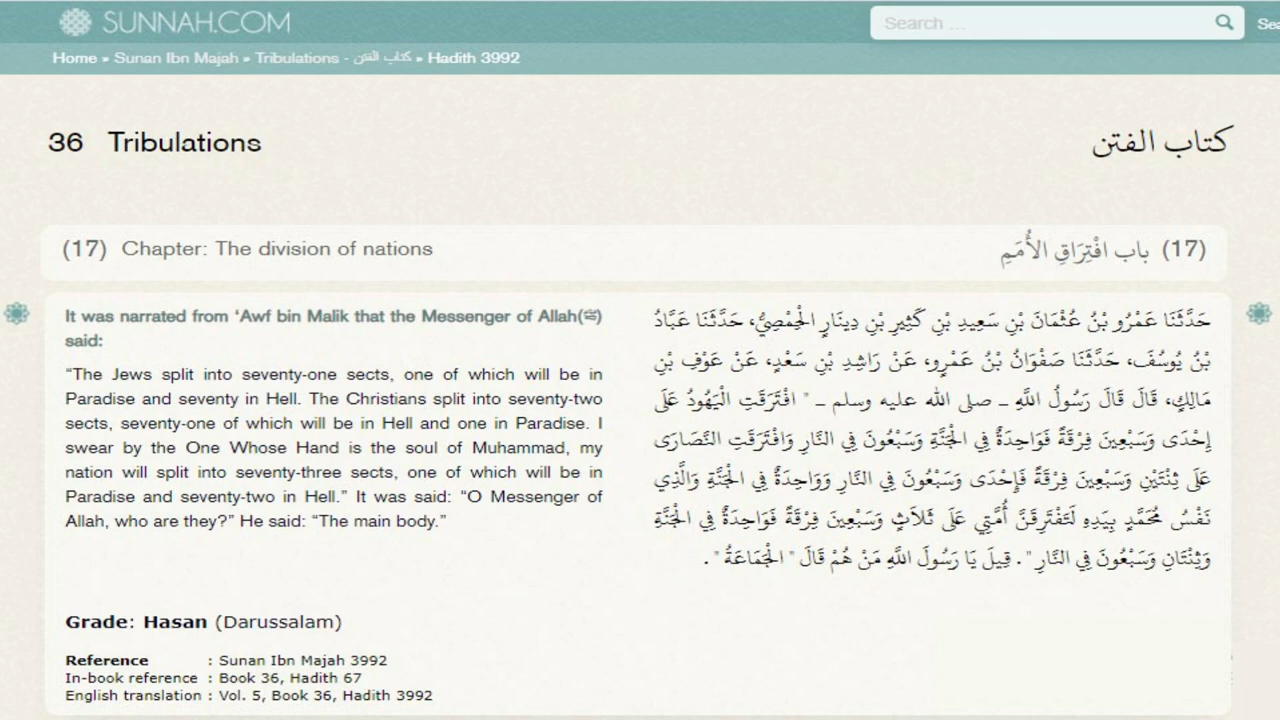 SUNNAH.COM
Search ...
Sea
Home » Sunan Ibn Majah » Tribulations - كتاب الفتن » Hadith 3992
36 Tribulations
كتاب الفتن
(17) Chapter: The division of nations
(17) باب افْتِرَاقِ الأُمَمِ
It was narrated from ‘Awf bin Malik that the Messenger of Allah(ﷺ)
said:
“The Jews split into seventy-one sects, one of which will be in
Paradise and seventy in Hell. The Christians split into seventy-two
sects, seventy-one of which will be in Hell and one in Paradise. I
swear by the One Whose Hand is the soul of Muhammad, my
nation will split into seventy-three sects, one of which will be in
Paradise and seventy-two in Hell.” It was said: “O Messenger of
Allah, who are they?” He said: “The main body.”
حَدَّثَنَا عَمْرُو بْنُ عُثْمَانَ بْنِ سَعِيدِ بْنِ كَثِيرِ بْنِ دِينَارٍ الْحِمْصِيُّ، حَدَّثَنَا عَبَّادُ
بْنُ يُوسُفَ، حَدَّثَنَا صَفْوَانُ بْنُ عَمْرٍو، عَنْ رَاشِدِ بْنِ سَعْدٍ، عَنْ عَوْفِ بْنِ
مَالِكٍ، قَالَ قَالَ رَسُولُ اللَّهِ ـ صلى الله عليه وسلم ـ " افْتَرَقَتِ الْيَهُودُ عَلَى
إِحْدَى وَسَبْعِينَ فِرْقَةً فَوَاحِدَةٌ فِي الْجَنَّةِ وَسَبْعُونَ فِي النَّارِ وَافْتَرَقَتِ النَّصَارَى
عَلَى ثِنْتَيْنِ وَسَبْعِينَ فِرْقَةً فَإِحْدَى وَسَبْعُونَ فِي النَّارِ وَوَاحِدَةٌ فِي الْجَنَّةِ وَالَّذِي
نَفْسُ مُحَمَّدٍ بِيَدِهِ لَتَفْتَرِقَنَّ أُمَّتِي عَلَى ثَلاَثٍ وَسَبْعِينَ فِرْقَةً فَوَاحِدَةٌ فِي الْجَنَّةِ
وَثِنْتَانِ وَسَبْعُونَ فِي النَّارِ " . قِيلَ يَا رَسُولَ اللَّهِ مَنْ هُمْ قَالَ " الْجَمَاعَةُ " .
Grade: Hasan (Darussalam)
Reference : Sunan Ibn Majah 3992
In-book reference : Book 36, Hadith 67
English translation : Vol. 5, Book 36, Hadith 3992